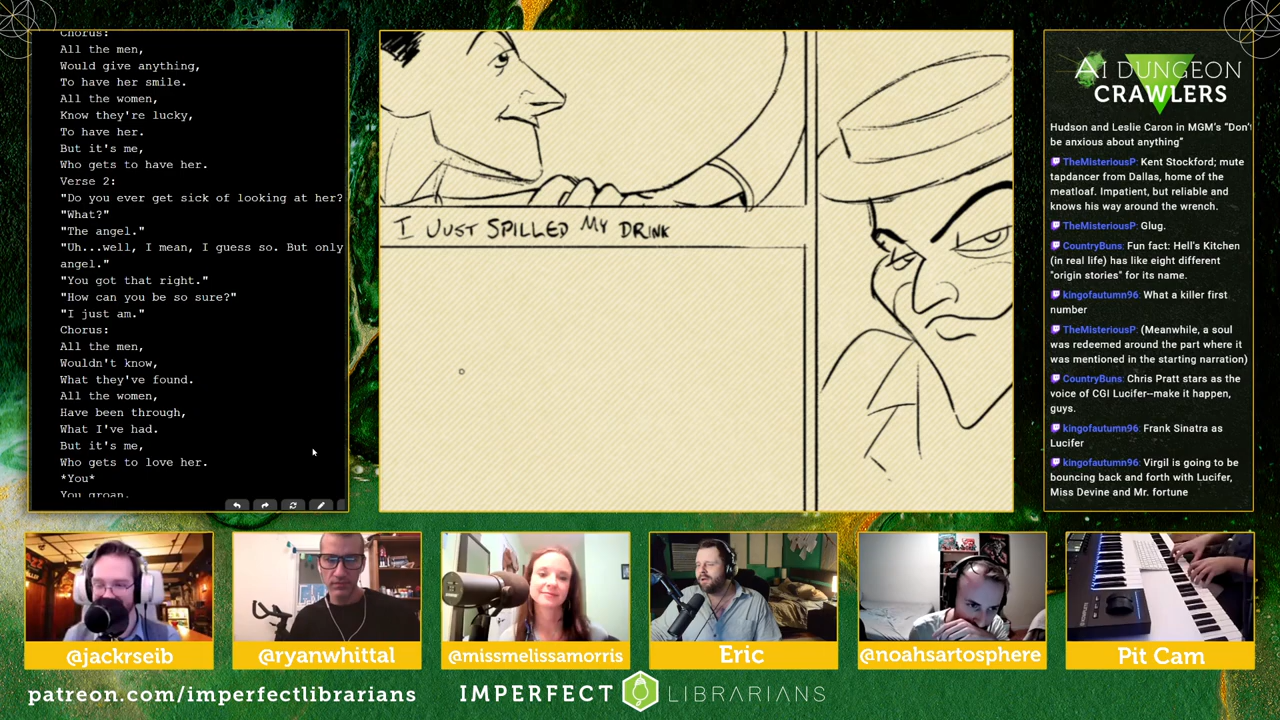 Chorus:
All the men,
Would give anything,
To have her smile.
All the women,
Know they're lucky,
To have her.
But it's me,
Who gets to have her.
Verse 2:
"Do you ever get sick of looking at her?
"What?"
"The angel."
"Uh...well, I mean, I guess so. But only
angel."
"You got that right."
"How can you be so sure?"
"I just am."
Chorus:
All the men,
Wouldn't know,
What they've found.
All the women,
Have been through,
What I've had.
But it's me,
Who gets to love her.
*You*
You groan.
I JUST SPILLED MY DRINK
AI DUNGEON
CRAWLERS
Hudson and Leslie Caron in MGM's "Don't
be anxious about anything"
TheMisteriousP: Kent Stockford; mute
tapdancer from Dallas, home of the
meatloaf. Impatient, but reliable and
knows his way around the wrench.
TheMisteriousP: Glug.
CountryBuns: Fun fact: Hell's Kitchen
(in real life) has like eight different
"origin stories" for its name.
kingofautumn96: What a killer first
number
TheMisteriousP: (Meanwhile, a soul
was redeemed around the part where it
was mentioned in the starting narration)
CountryBuns: Chris Pratt stars as the
voice of CGI Lucifer--make it happen,
guys.
kingofautumn96: Frank Sinatra as
Lucifer
kingofautumn96: Virgil is going to be
bouncing back and forth with Lucifer,
Miss Devine and Mr. fortune
@jackrseib
@ryanwhittal
@missmelissamorris
Eric
@noahsartosphere
Pit Cam
patreon.com/imperfectlibrarians
IMPERFECT LIBRARIANS